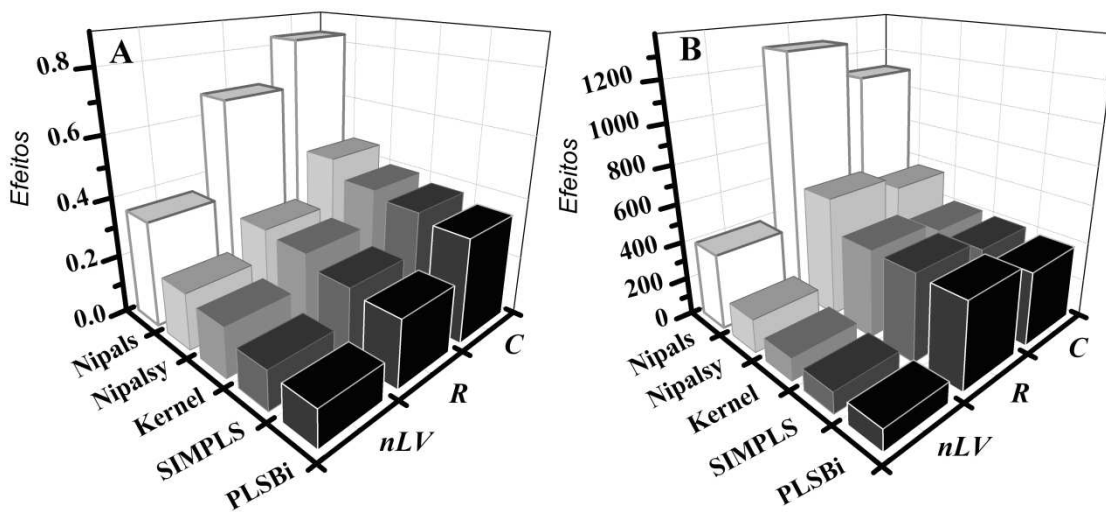 A
Efeitos
0.8
0.6
0.4
0.2
0.0
Nipals
Nipalsy
Kernel
SIMPLS
PLSBi
nLV
R
C
B
Efeitos
1200
1000
800
600
400
200
0
Nipals
Nipalsy
Kernel
SIMPLS
PLSBi
nLV
R
C